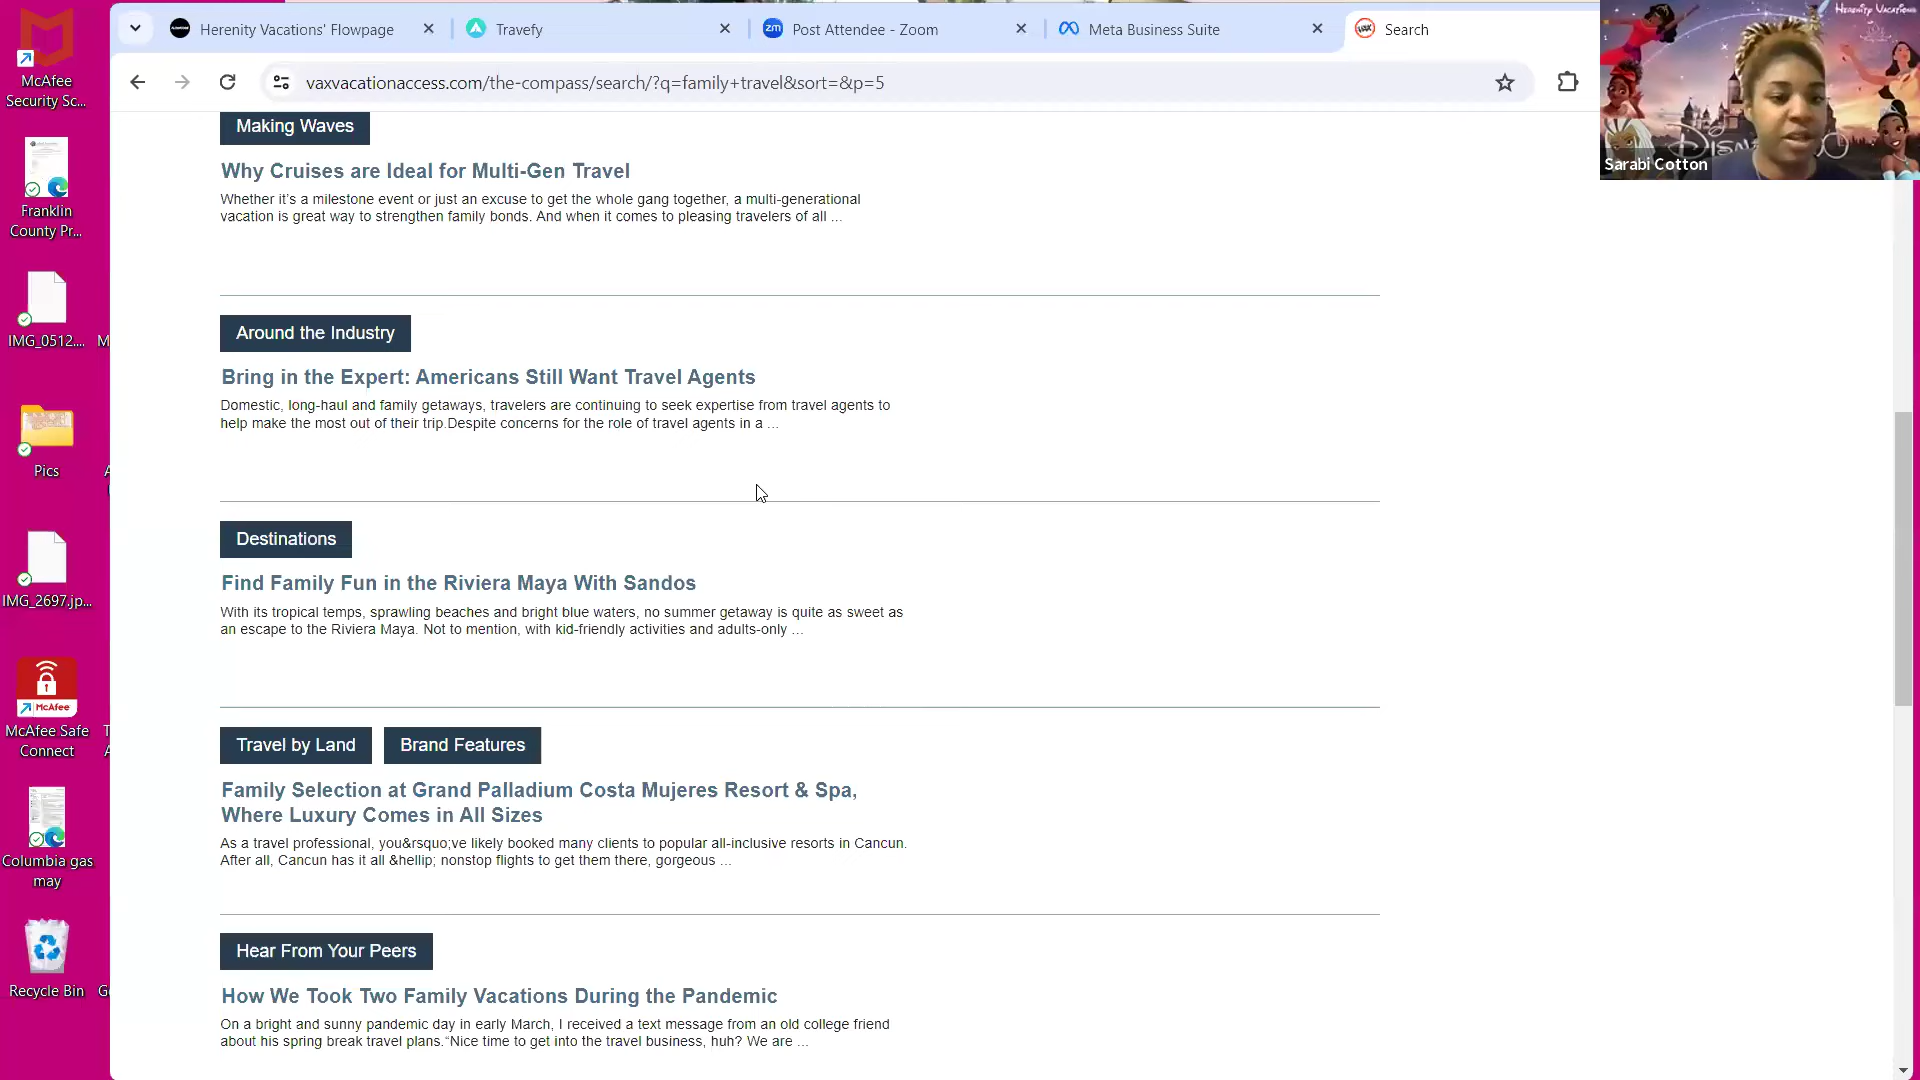 Herenity Vacations' Flowpage
Travefy
zm
Post Attendee - Zoom
Meta Business Suite
VAX
Search
vaxvacationaccess.com/the-compass/search/?q=family+travel&sort=&p=5
HERENITY VACATIONS
Sarabi Cotton
McAfee
Security Sc...
Franklin
County Pr...
IMG_0512....
M
Pics
IMG_2697.jp...
McAfee
McAfee Safe
Connect
T
A
Columbia gas
may
Recycle Bin
Making Waves
Why Cruises are Ideal for Multi-Gen Travel
Whether it's a milestone event or just an excuse to get the whole gang together, a multi-generational
vacation is great way to strengthen family bonds. And when it comes to pleasing travelers of all ...
Around the Industry
Bring in the Expert: Americans Still Want Travel Agents
Domestic, long-haul and family getaways, travelers are continuing to seek expertise from travel agents to
help make the most out of their trip.Despite concerns for the role of travel agents in a ...
Destinations
Find Family Fun in the Riviera Maya With Sandos
With its tropical temps, sprawling beaches and bright blue waters, no summer getaway is quite as sweet as
an escape to the Riviera Maya. Not to mention, with kid-friendly activities and adults-only ...
Travel by Land
Brand Features
Family Selection at Grand Palladium Costa Mujeres Resort & Spa,
Where Luxury Comes in All Sizes
As a travel professional, you&rsquo;ve likely booked many clients to popular all-inclusive resorts in Cancun.
After all, Cancun has it all &hellip; nonstop flights to get them there, gorgeous ...
Hear From Your Peers
How We Took Two Family Vacations During the Pandemic
On a bright and sunny pandemic day in early March, I received a text message from an old college friend
about his spring break travel plans.“Nice time to get into the travel business, huh? We are ...